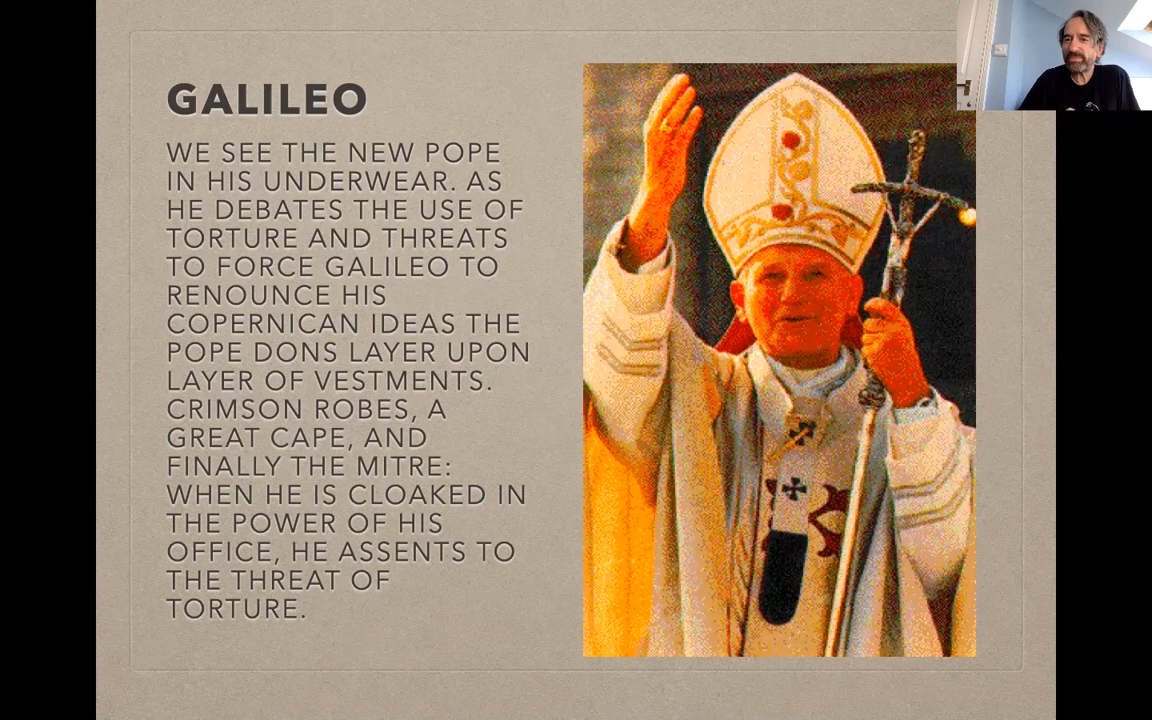 GALILEO
WE SEE THE NEW POPE
IN HIS UNDERWEAR. AS
HE DEBATES THE USE OF
TORTURE AND THREATS
TO FORCE GALILEO TO
RENOUNCE HIS
COPERNICAN IDEAS THE
POPE DONS LAYER UPON
LAYER OF VESTMENTS.
CRIMSON ROBES, A
GREAT CAPE, AND
FINALLY THE MITRE:
WHEN HE IS CLOAKED IN
THE POWER OF HIS
OFFICE, HE ASSENTS TO
THE THREAT OF
TORTURE.